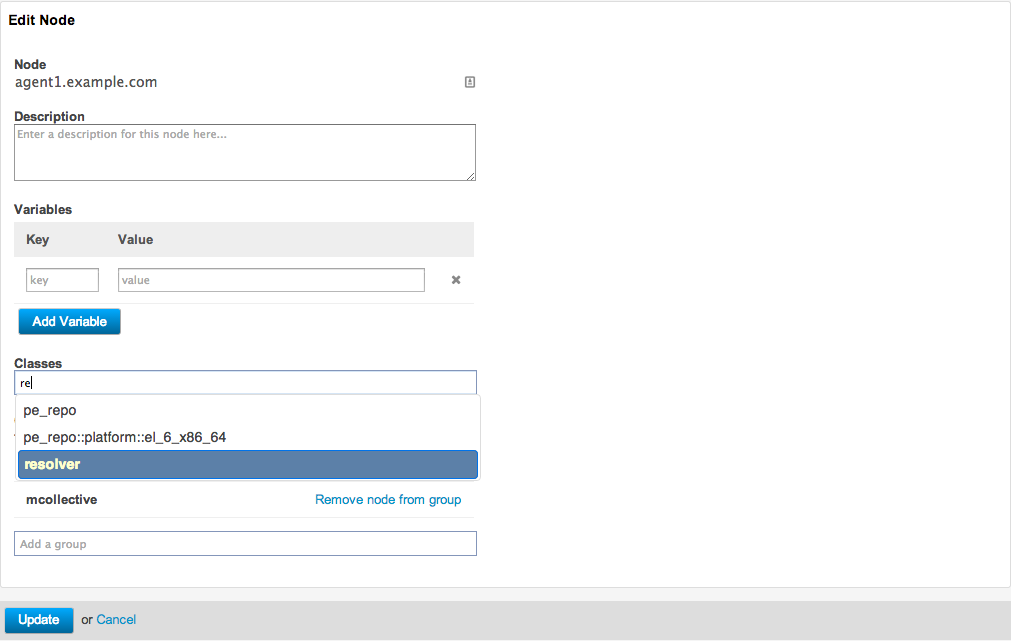 Edit Node
Node
agent1.example.com
Description
Enter a description for this node here...
Variables
Key Value
key value
Add Variable
Classes
re
pe_repo
pe_repo::platform::el_6_x86_64
resolver
mcollective Remove node from group
Add a group
Update or Cancel